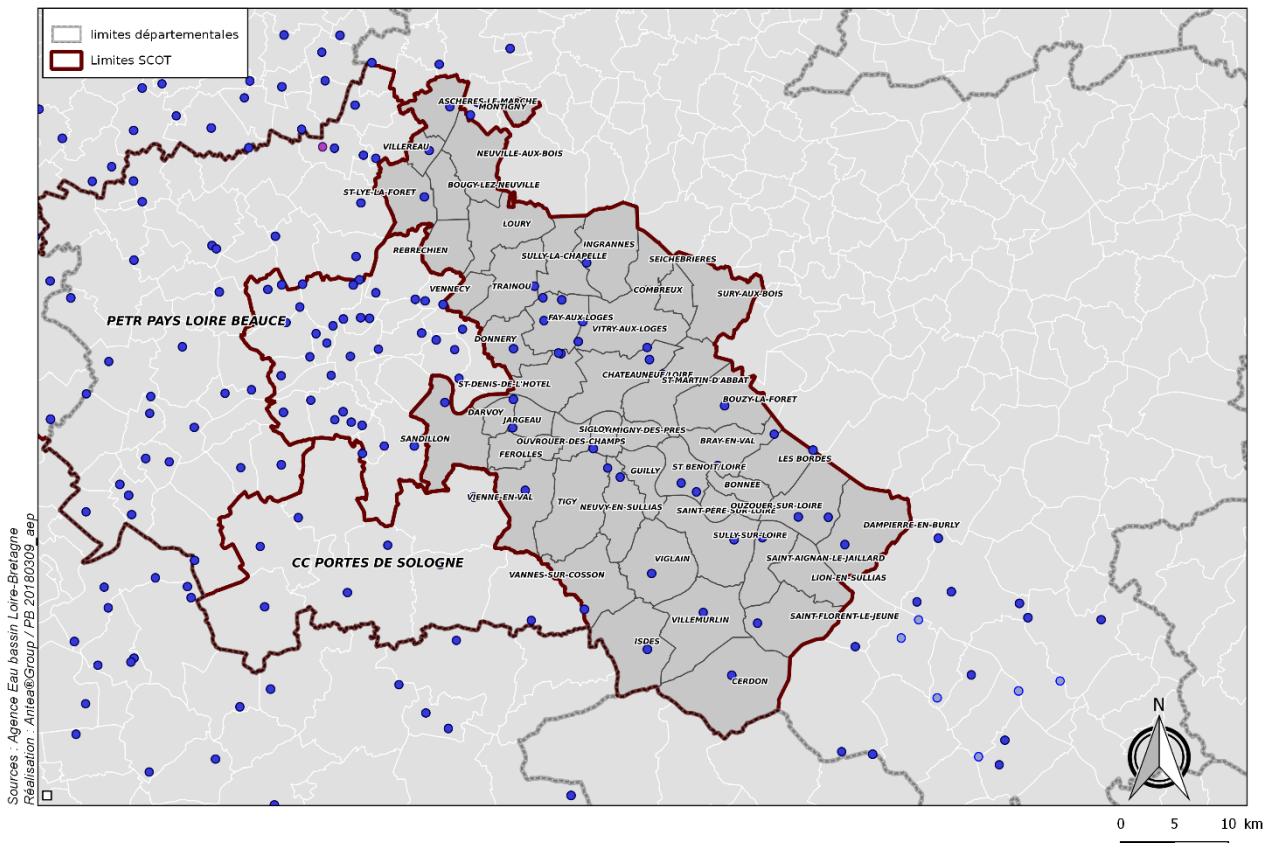 limites départementales
Limites SCOT
ASCHERES-LE-MARCHE
MONTIGNY
VILLEREAU
NEUVILLE-AUX-BOIS
BOUGY-LEZ-NEUVILLE
ST-LYE-LA-FORET
LOURY
INGRANNES
REBRECHIEN
SULLY-LA-CHAPELLE
SEICHEBRIERES
TRAINOU
VENNECY
COMBREUX
SURY-AUX-BOIS
PETR PAYS LOIRE BEAUCE
FAY-AUX-LOGES
VITRY-AUX-LOGES
DONNERY
CHATEAUNEUF/LOIRE
ST-MARTIN-D'ABBAT
ST-DENIS-DE-L'HOTEL
BOUZY-LA-FORET
DARVOY
JARGEAU
SIGLOY
SANDILLON
OUVROUER-DES-CHAMPS
BRAY-EN-VAL
FEROLLES
LES BORDES
GUILLY
ST BENOIT/LOIRE
BONNEE
VIENNE-EN-VAL
TIGY
NEUVY-EN-SULLIAS
SAINT-PERE-SUR-LOIRE
OUZOUER-SUR-LOIRE
DAMPIERRE-EN-BURLY
SULLY-SUR-LOIRE
CC PORTES DE SOLOGNE
VIGLAIN
SAINT-AIGNAN-LE-JAILLARD
VANNES-SUR-COSSON
LION-EN-SULLIAS
VILLEMURLIN
SAINT-FLORENT-LE-JEUNE
ISDES
CERDON
Sources : Agence Eau bassin Loire-Bretagne
Réalisation : Antea®Group / PLB 20180309_aep
N
0 5 10 km